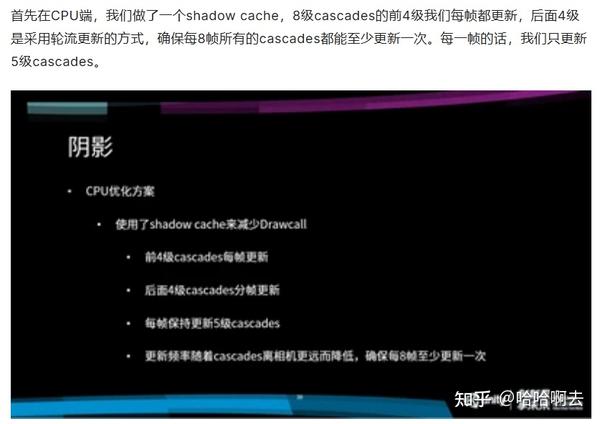 首先在CPU端，我们做了一个shadow cache，8级cascades的前4级我们每帧都更新，后面4级
是采用轮流更新的方式，确保每8帧所有的cascades都能至少更新一次。每一帧的话，我们只更新
5级cascades。
阴影
• CPU优化方案
• 使用了shadow cache来减少Drawcall
• 前4级cascades每帧更新
• 后面4级cascades分帧更新
• 每帧保持更新5级cascades
• 更新频率随着cascades离相机更远而降低，确保每8帧至少更新一次
知乎 @哈哈啊去